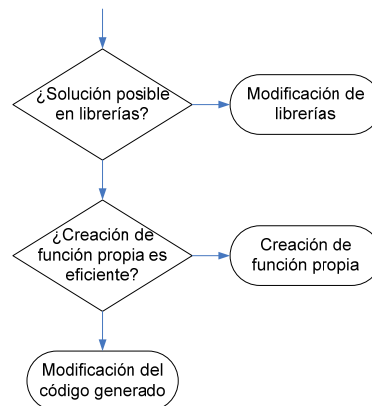 ¿Solución posible
en librerías?
Modificación de
librerías
¿Creación de
función propia es
eficiente?
Creación de
función propia
Modificación del
código generado